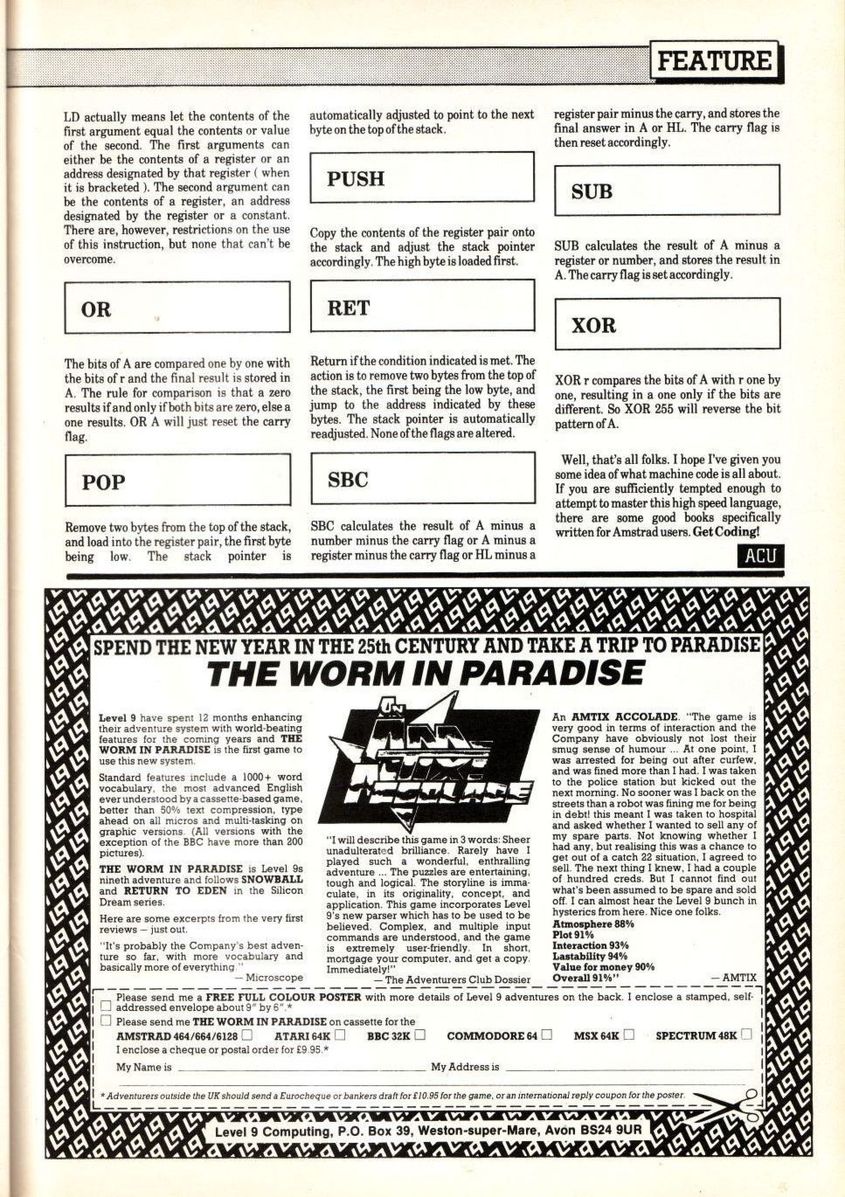 FEATURE
LD actually means let the contents of the
first argument equal the contents or value
of the second. The first arguments can
either be the contents of a register or an
address designated by that register ( when
it is bracketed ). The second argument can
be the contents of a register, an address
designated by the register or a constant.
There are, however, restrictions on the use
of this instruction, but none that can't be
overcome.
OR
The bits of A are compared one by one with
the bits of r and the final result is stored in
A. The rule for comparison is that a zero
results if and only if both bits are zero, else a
one results. OR A will just reset the carry
flag.
POP
Remove two bytes from the top of the stack,
and load into the register pair, the first byte
being low. The stack pointer is
automatically adjusted to point to the next
byte on the top of the stack.
PUSH
Copy the contents of the register pair onto
the stack and adjust the stack pointer
accordingly. The high byte is loaded first.
RET
Return if the condition indicated is met. The
action is to remove two bytes from the top of
the stack, the first being the low byte, and
jump to the address indicated by these
bytes. The stack pointer is automatically
readjusted. None of the flags are altered.
SBC
SBC calculates the result of A minus a
number minus the carry flag or A minus a
register minus the carry flag or HL minus a
register pair minus the carry, and stores the
final answer in A or HL. The carry flag is
then reset accordingly.
SUB
SUB calculates the result of A minus a
register or number, and stores the result in
A. The carry flag is set accordingly.
XOR
XOR r compares the bits of A with r one by
one, resulting in a one only if the bits are
different. So XOR 255 will reverse the bit
pattern of A.
Well, that's all folks. I hope I've given you
some idea of what machine code is all about.
If you are sufficiently tempted enough to
attempt to master this high speed language,
there are some good books specifically
written for Amstrad users. Get Coding!
ACU
SPEND THE NEW YEAR IN THE 25th CENTURY AND TAKE A TRIP TO PARADISE
THE WORM IN PARADISE
Level 9 have spent 12 months enhancing
their adventure system with world-beating
features for the coming years and THE
WORM IN PARADISE is the first game to
use this new system.
Standard features include a 1000+ word
vocabulary, the most advanced English
ever understood by a cassette-based game,
better than 50% text compression, type
ahead on all micros and multi-tasking on
graphic versions. (All versions with the
exception of the BBC have more than 200
pictures).
THE WORM IN PARADISE is Level 9s
nineth adventure and follows SNOWBALL
and RETURN TO EDEN in the Silicon
Dream series.
Here are some excerpts from the very first
reviews – just out.
"It's probably the Company's best adven-
ture so far, with more vocabulary and
basically more of everything."
– Microscope
AN
AMTIX
ACCOLADE
"I will describe this game in 3 words: Sheer
unadulterated brilliance. Rarely have I
played such a wonderful, enthralling
adventure ... The puzzles are entertaining,
tough and logical. The storyline is imma-
culate, in its originality, concept, and
application. This game incorporates Level
9's new parser which has to be used to be
believed. Complex, and multiple input
commands are understood, and the game
is extremely user-friendly. In short,
mortgage your computer, and get a copy.
Immediately!"
– The Adventurers Club Dossier
An AMTIX ACCOLADE. "The game is
very good in terms of interaction and the
Company have obviously not lost their
smug sense of humour ... At one point, I
was arrested for being out after curfew,
and was fined more than I had. I was taken
to the police station but kicked out the
next morning. No sooner was I back on the
streets than a robot was fining me for being
in debt! this meant I was taken to hospital
and asked whether I wanted to sell any of
my spare parts. Not knowing whether I
had any, but realising this was a chance to
get out of a catch 22 situation, I agreed to
sell. The next thing I knew, I had a couple
of hundred creds. But I cannot find out
what's been assumed to be spare and sold
off. I can almost hear the Level 9 bunch in
hysterics from here. Nice one folks.
Atmosphere 88%
Plot 91%
Interaction 93%
Lastability 94%
Value for money 90%
Overall 91%" – AMTIX
Please send me a FREE FULL COLOUR POSTER with more details of Level 9 adventures on the back. I enclose a stamped, self-
addressed envelope about 9" by 6".*
Please send me THE WORM IN PARADISE on cassette for the
AMSTRAD 464/664/6128 ATARI 64K BBC 32K COMMODORE 64 MSX 64K SPECTRUM 48K
I enclose a cheque or postal order for £9.95.*
My Name is My Address is
* Adventurers outside the UK should send a Eurocheque or bankers draft for £10.95 for the game, or an international reply coupon for the poster.
Level 9 Computing, P.O. Box 39, Weston-super-Mare, Avon BS24 9UR